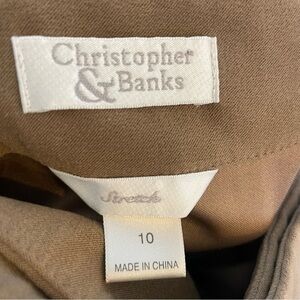 Christopher
& Banks
Stretch
10
MADE IN CHINA